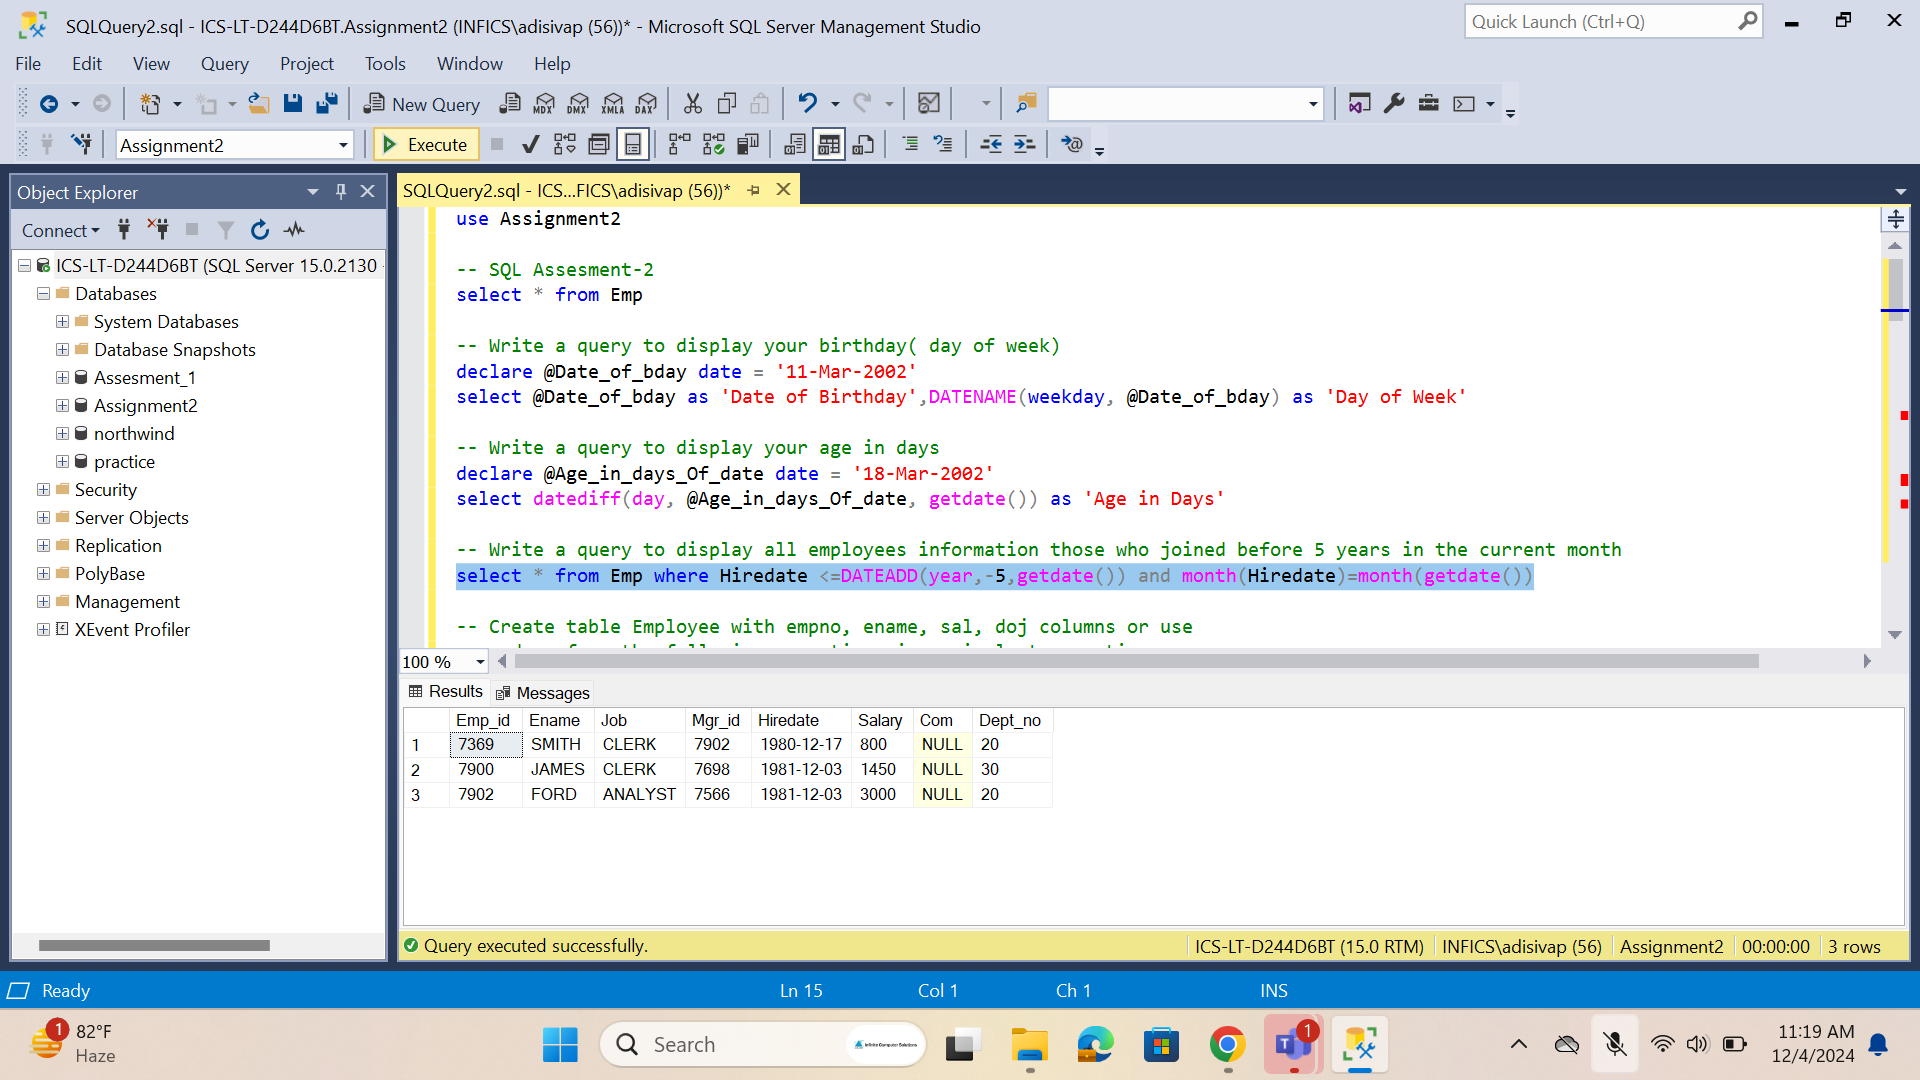 SQLQuery2.sql - ICS-LT-D244D6BT.Assignment2 (INFICS\adisivap (56))* - Microsoft SQL Server Management Studio
Quick Launch (Ctrl+Q)
File Edit View Query Project Tools Window Help
New Query MDX DMX XMLA DAX
Assignment2 Execute
Object Explorer
Connect
ICS-LT-D244D6BT (SQL Server 15.0.2130
Databases
System Databases
Database Snapshots
Assesment_1
Assignment2
northwind
practice
Security
Server Objects
Replication
PolyBase
Management
XEvent Profiler
SQLQuery2.sql - ICS...FICS\adisivap (56))*
use Assignment2
-- SQL Assesment-2
select * from Emp
-- Write a query to display your birthday( day of week)
declare @Date_of_bday date = '11-Mar-2002'
select @Date_of_bday as 'Date of Birthday',DATENAME(weekday, @Date_of_bday) as 'Day of Week'
-- Write a query to display your age in days
declare @Age_in_days_Of_date date = '18-Mar-2002'
select datediff(day, @Age_in_days_Of_date, getdate()) as 'Age in Days'
-- Write a query to display all employees information those who joined before 5 years in the current month
select * from Emp where Hiredate <=DATEADD(year,-5,getdate()) and month(Hiredate)=month(getdate())
-- Create table Employee with empno, ename, sal, doj columns or use
100 %
Results Messages
Emp_id Ename Job Mgr_id Hiredate Salary Com Dept_no
1 7369 SMITH CLERK 7902 1980-12-17 800 NULL 20
2 7900 JAMES CLERK 7698 1981-12-03 1450 NULL 30
3 7902 FORD ANALYST 7566 1981-12-03 3000 NULL 20
Query executed successfully.
ICS-LT-D244D6BT (15.0 RTM) INFICS\adisivap (56) Assignment2 00:00:00 3 rows
Ready Ln 15 Col 1 Ch 1 INS
1
82°F
Haze
Search
Infinite Computer Solutions
1
11:19 AM
12/4/2024